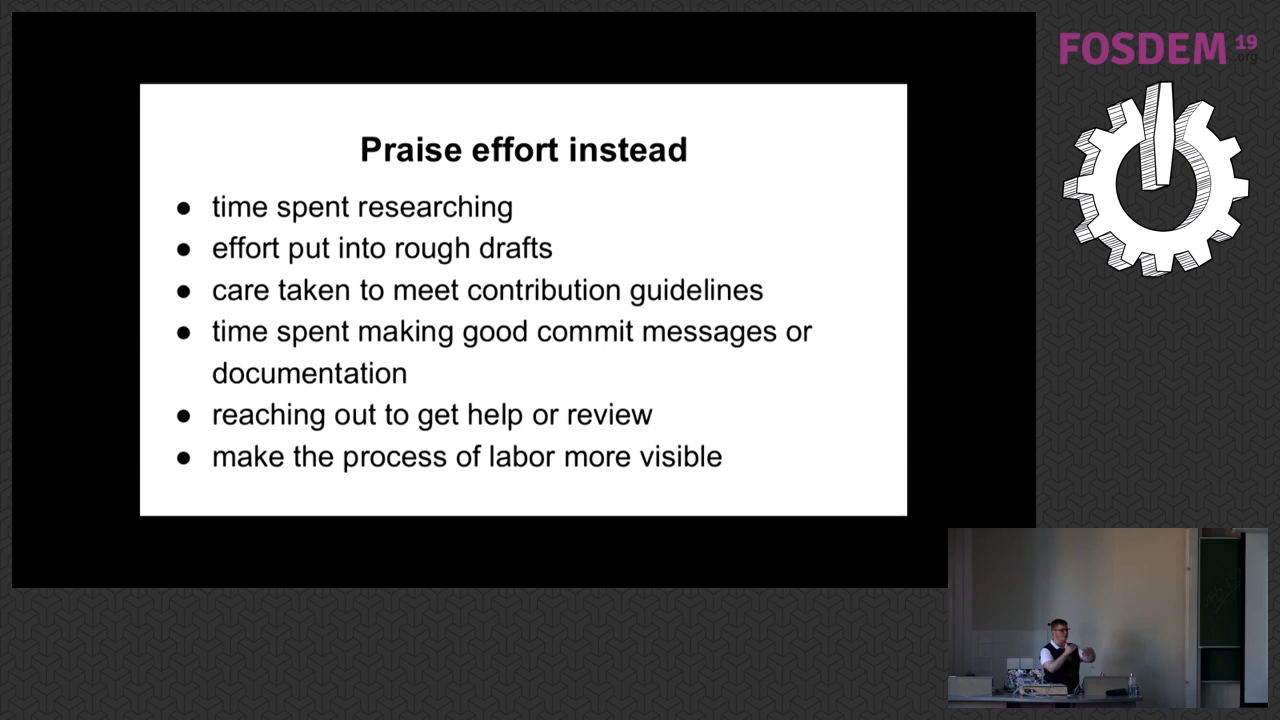 FOSDEM 19
.org
Praise effort instead
● time spent researching
● effort put into rough drafts
● care taken to meet contribution guidelines
● time spent making good commit messages or
documentation
● reaching out to get help or review
● make the process of labor more visible